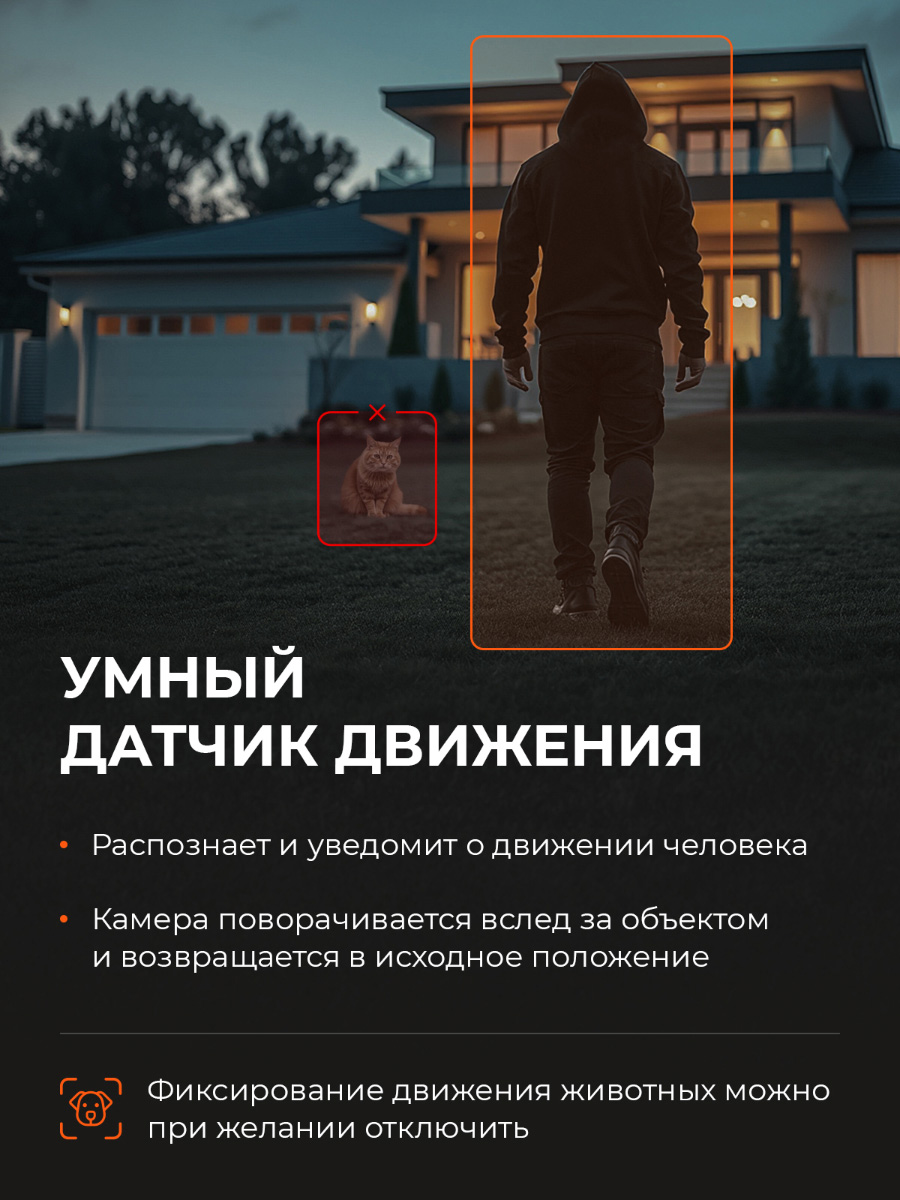 УМНЫЙ
ДАТЧИК ДВИЖЕНИЯ
Распознает и уведомит о движении человека
Камера поворачивается вслед за объектом
и возвращается в исходное положение
Фиксирование движения животных можно
при желании отключить